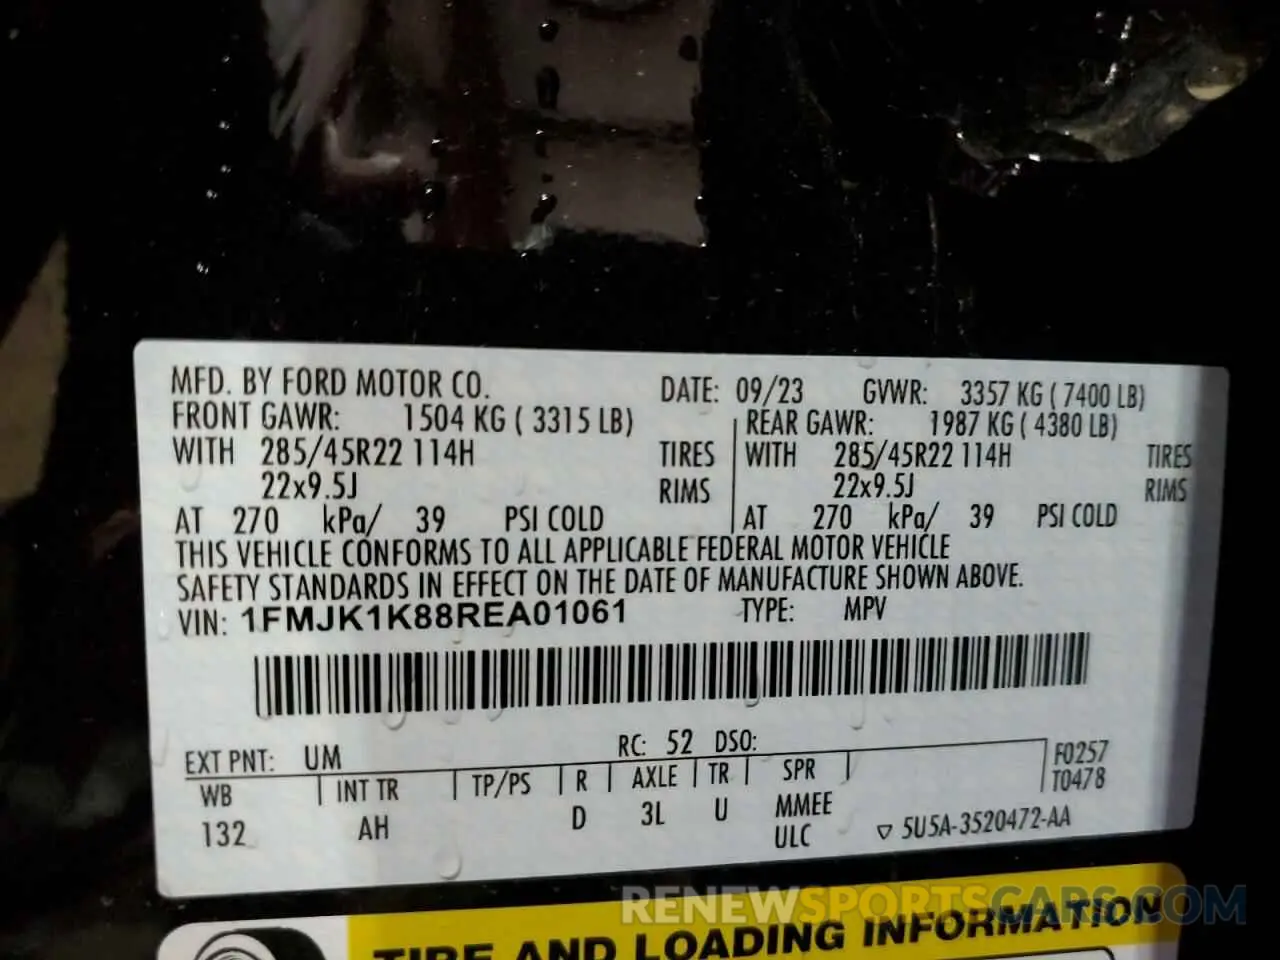 MFD. BY FORD MOTOR CO. DATE: 09/23 GVWR: 3357 KG ( 7400 LB)
FRONT GAWR: 1504 KG ( 3315 LB) REAR GAWR: 1987 KG ( 4380 LB)
WITH 285/45R22 114H TIRES WITH 285/45R22 114H TIRES
22x9.5J RIMS 22x9.5J RIMS
AT 270 kPa/ 39 PSI COLD AT 270 kPa/ 39 PSI COLD
THIS VEHICLE CONFORMS TO ALL APPLICABLE FEDERAL MOTOR VEHICLE
SAFETY STANDARDS IN EFFECT ON THE DATE OF MANUFACTURE SHOWN ABOVE.
VIN: 1FMJK1K88REA01061 TYPE: MPV
EXT PNT: UM RC: 52 DSO: F0257
WB INT TR TP/PS R AXLE TR SPR T0478
132 AH D 3L U MMEE
ULC ▽ 5U5A-3520472-AA
RENEWSPORTSCARS.COM
TIRE AND LOADING INFORMATION